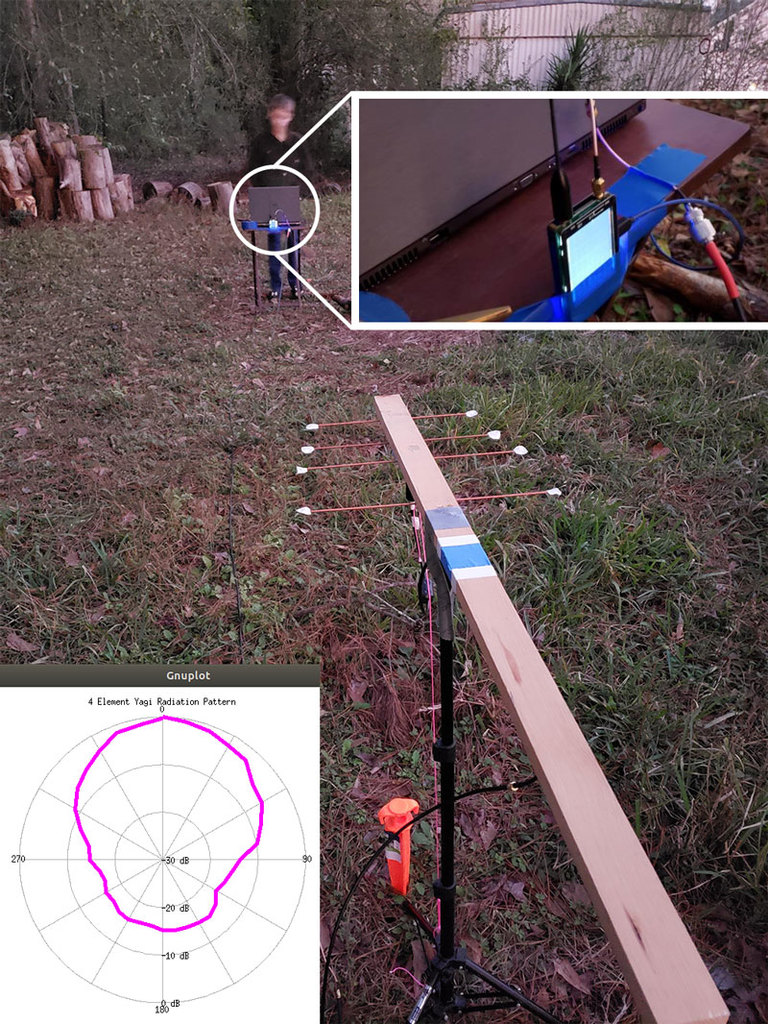 Gnuplot
4 Element Yagi Radiation Pattern
0
270
90
-30 dB
-20 dB
-10 dB
0 dB
180